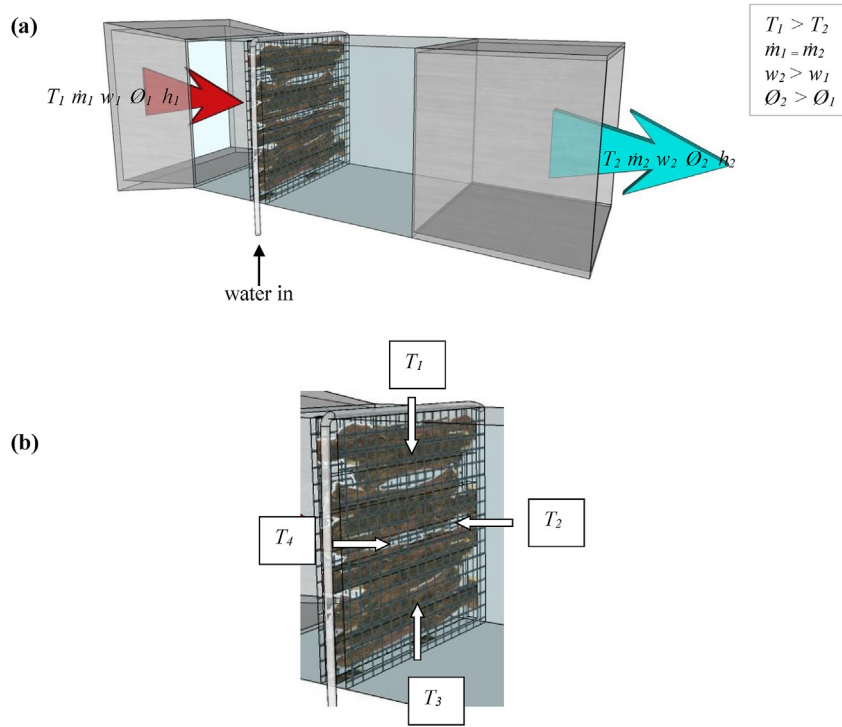 (a)
T₁ > T₂
ṁ₁ = ṁ₂
w₂ > w₁
Ø₂ > Ø₁
T₁ ṁ₁ w₁ Ø₁ h₁
T₂ ṁ₂ w₂ Ø₂ h₂
water in
(b)
T₁
T₂
T₄
T₃